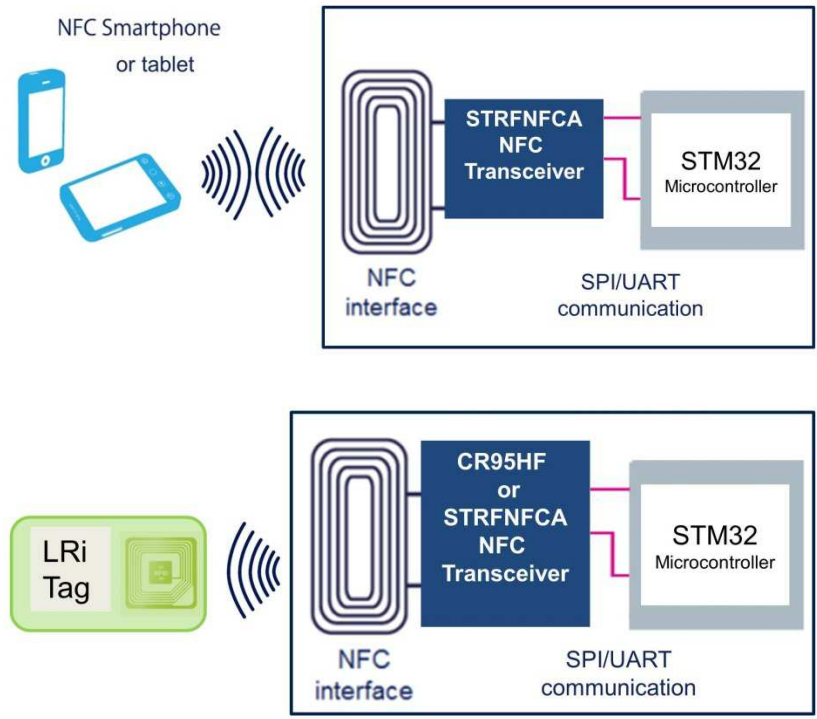 NFC Smartphone
or tablet
STRFNFCA
NFC
Transceiver
STM32
Microcontroller
NFC
interface
SPI/UART
communication
LRi
Tag
CR95HF
or
STRFNFCA
NFC
Transceiver
STM32
Microcontroller
NFC
interface
SPI/UART
communication